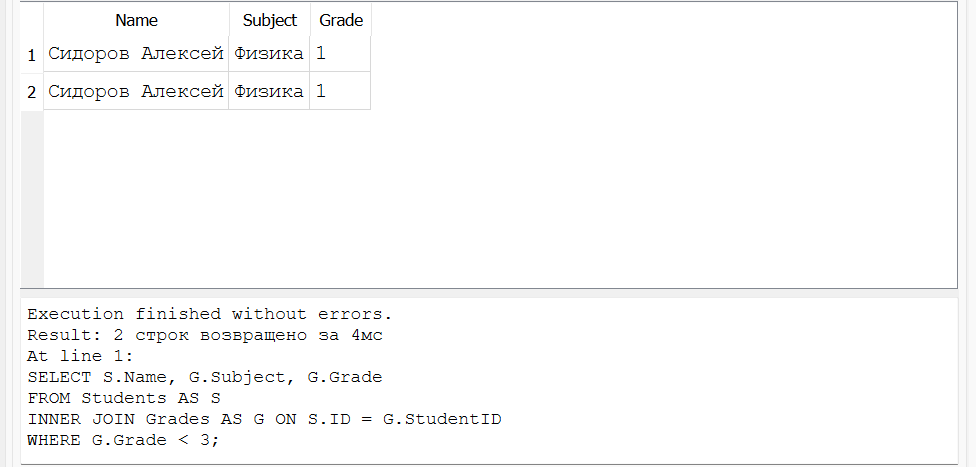 Name Subject Grade
1 Сидоров Алексей Физика 1
2 Сидоров Алексей Физика 1
Execution finished without errors.
Result: 2 строк возвращено за 4мс
At line 1:
SELECT S.Name, G.Subject, G.Grade
FROM Students AS S
INNER JOIN Grades AS G ON S.ID = G.StudentID
WHERE G.Grade < 3;